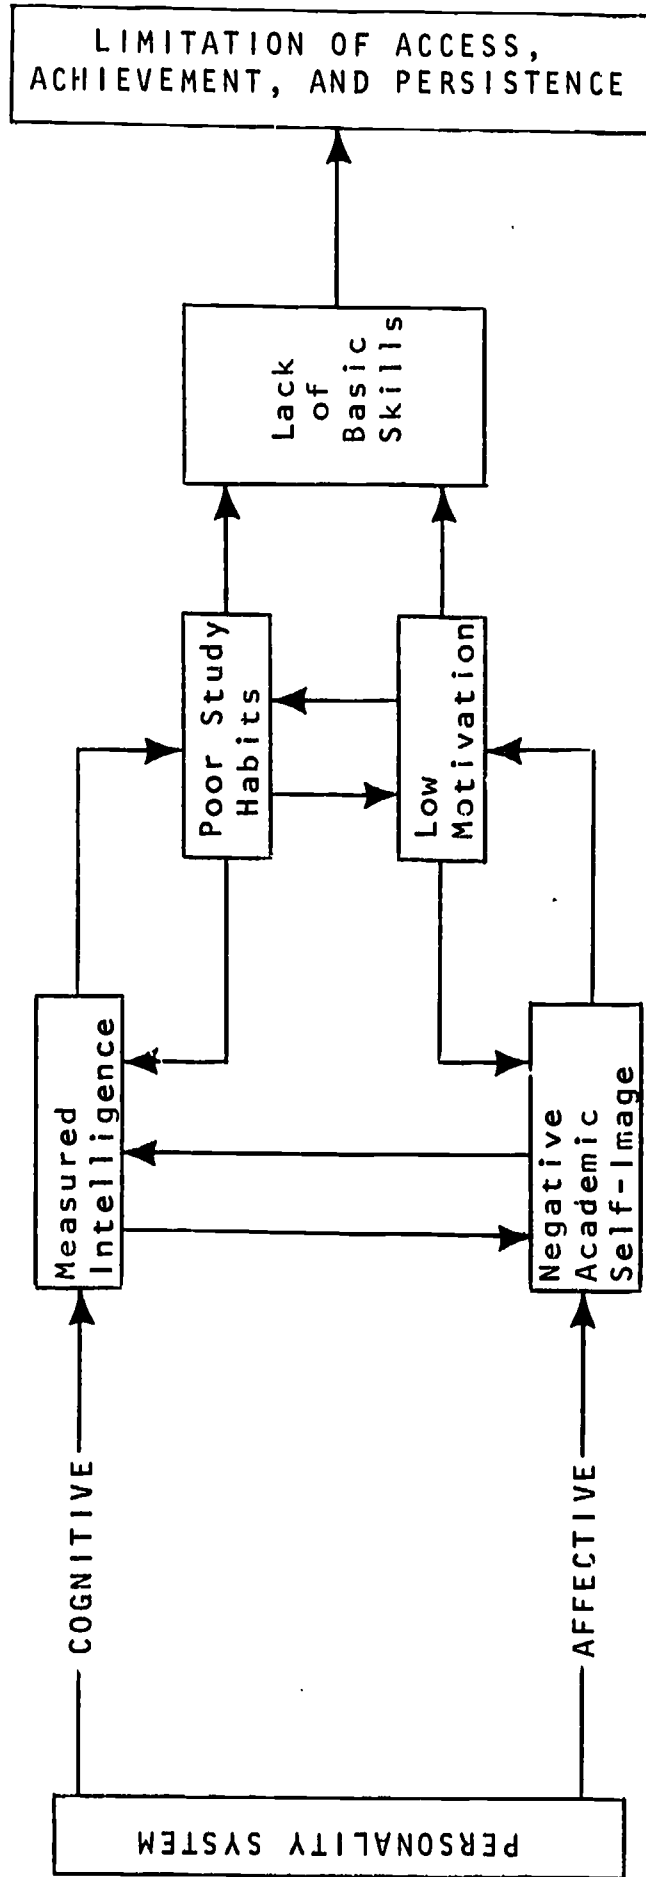 LIMITATION OF ACCESS,
ACHIEVEMENT, AND PERSISTENCE
Lack
of
Basic
Skills
Poor Study
Habits
Low
Motivation
Measured
Intelligence
Negative
Academic
Self-Image
COGNITIVE
AFFECTIVE
PERSONALITY SYSTEM